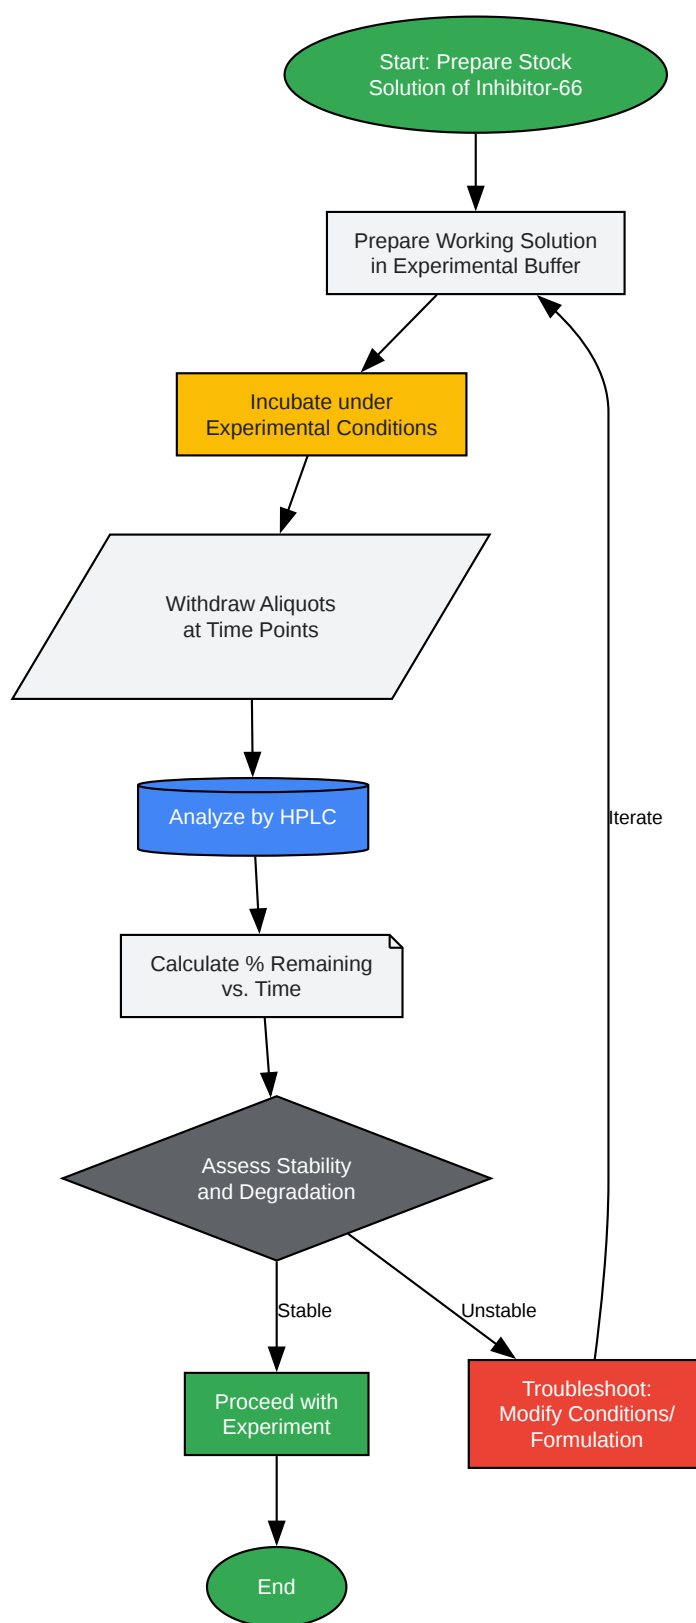 Start: Prepare Stock
Solution of Inhibitor-66
Prepare Working Solution
in Experimental Buffer
Incubate under
Experimental Conditions
Withdraw Aliquots
at Time Points
Analyze by HPLC
Iterate
Calculate % Remaining
vs. Time
Assess Stability
and Degradation
Stable
Unstable
Proceed with
Experiment
Troubleshoot:
Modify Conditions/
Formulation
End